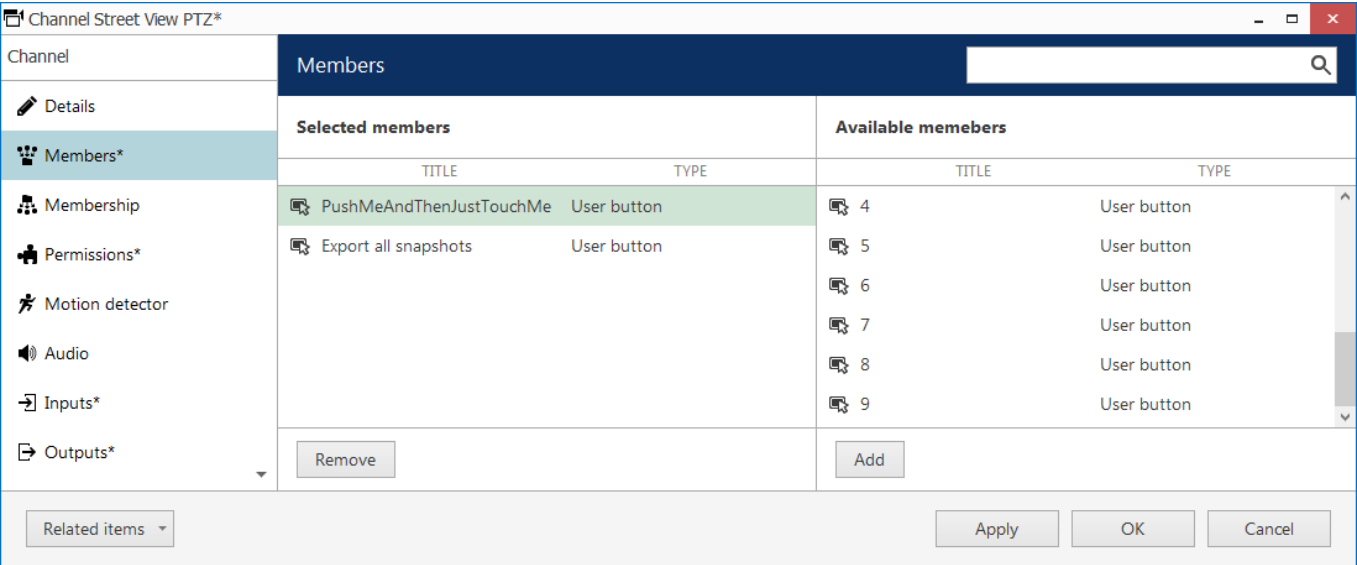 Channel Street View PTZ*
Channel
Details
Members*
Membership
Permissions*
Motion detector
Audio
Inputs*
Outputs*
Members
Selected members
TITLE TYPE
PushMeAndThenJustTouchMe User button
Export all snapshots User button
Remove
Available memebers
TITLE TYPE
4 User button
5 User button
6 User button
7 User button
8 User button
9 User button
Add
Related items
Apply
OK
Cancel